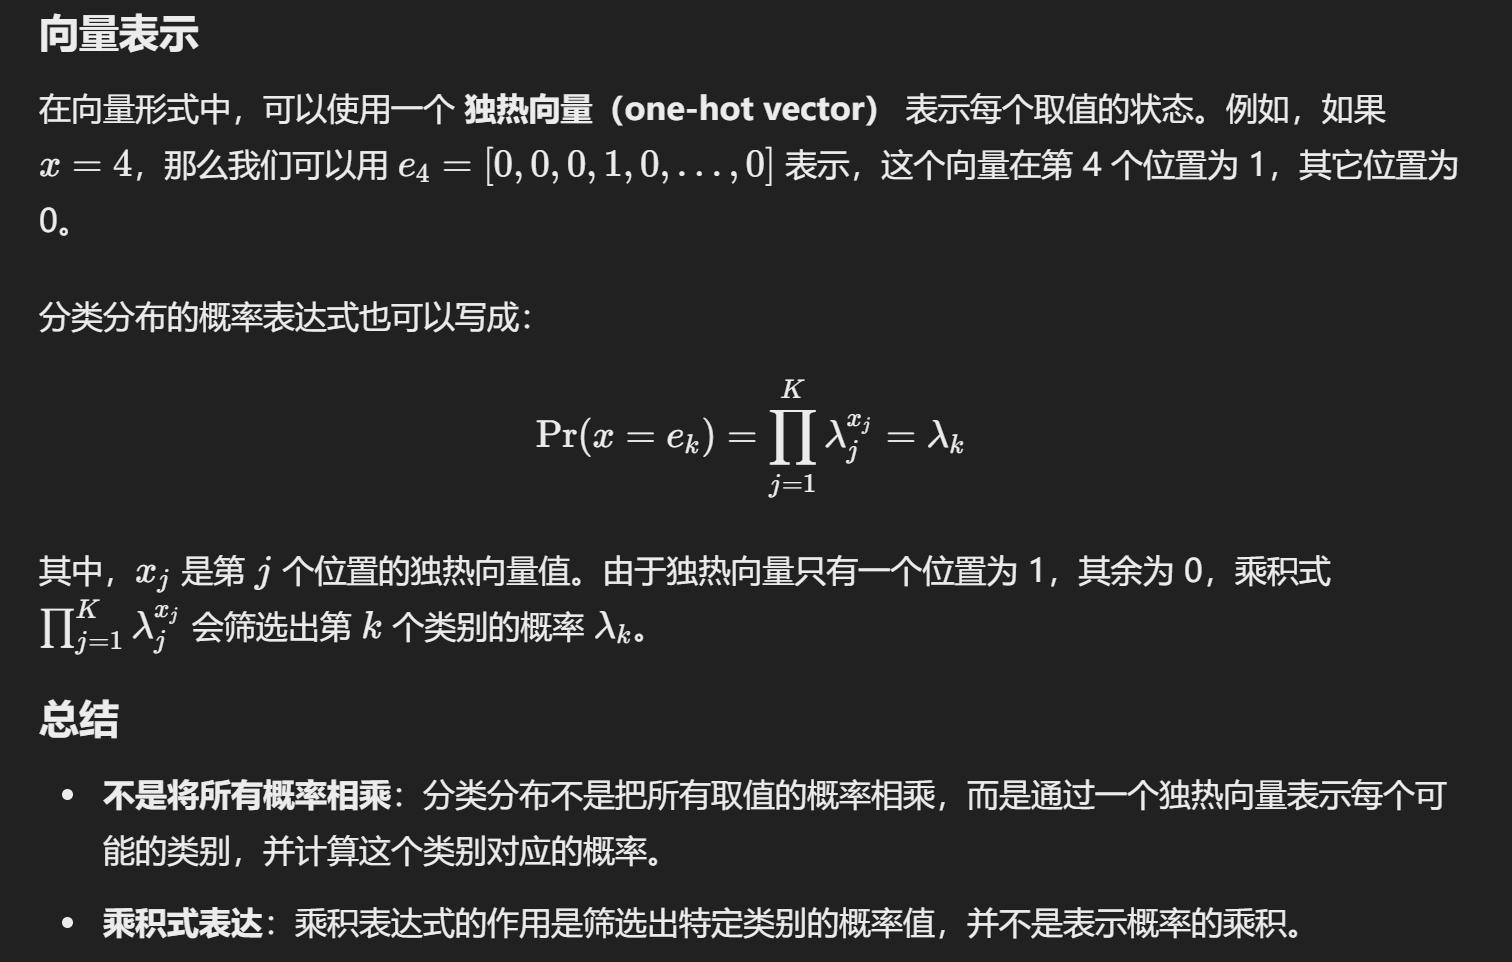 向量表示
在向量形式中，可以使用一个 独热向量（one-hot vector） 表示每个取值的状态。例如，如果
x = 4，那么我们可以用 e₄ = [0, 0, 0, 1, 0, . . . , 0] 表示，这个向量在第 4 个位置为 1，其它位置为
0。
分类分布的概率表达式也可以写成：
Pr(x = e_k) = ∏_{j=1}^{K} λ_j^{x_j} = λ_k
其中，x_j 是第 j 个位置的独热向量值。由于独热向量只有一个位置为 1，其余为 0，乘积式
∏_{j=1}^{K} λ_j^{x_j} 会筛选出第 k 个类别的概率 λ_k。
总结
• 不是将所有概率相乘：分类分布不是把所有取值的概率相乘，而是通过一个独热向量表示每个可
能的类别，并计算这个类别对应的概率。
• 乘积式表达：乘积表达式的作用是筛选出特定类别的概率值，并不是表示概率的乘积。